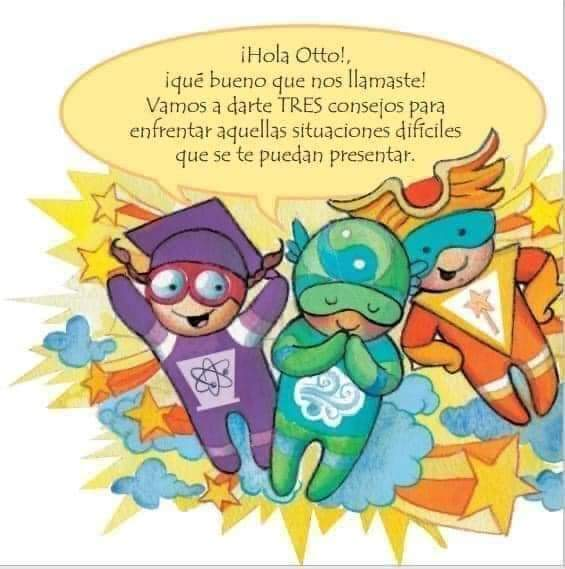 ¡Hola Otto!,
¡qué bueno que nos llamaste!
Vamos a darte TRES consejos para
enfrentar aquellas situaciones difíciles
que se te puedan presentar.